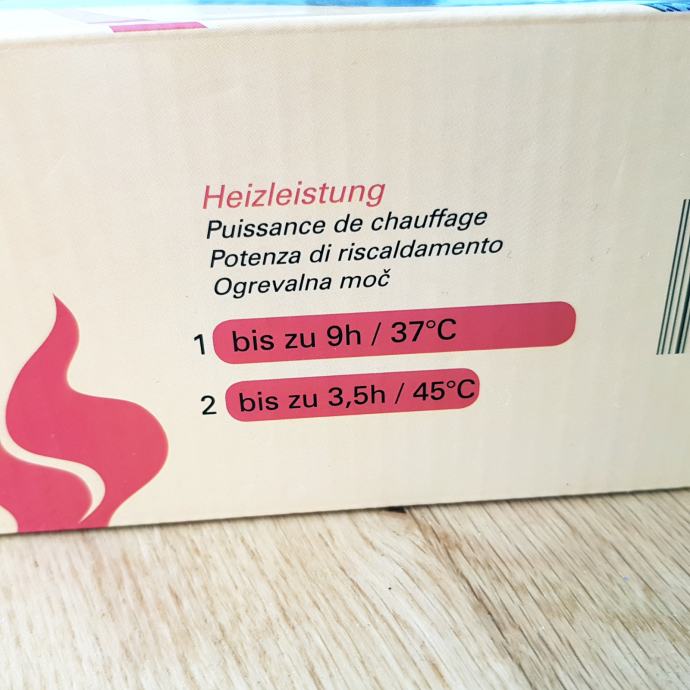 Heizleistung
Puissance de chauffage
Potenza di riscaldamento
Ogrevalna moč
1 bis zu 9h / 37°C
2 bis zu 3,5h / 45°C